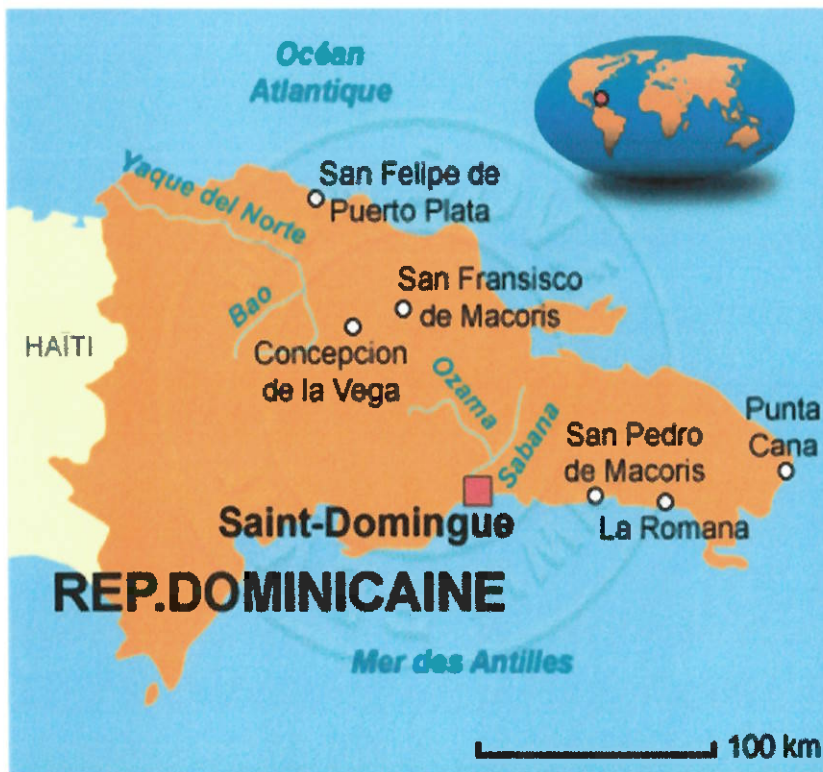 Océan
Atlantique
Yaque del Norte
San Felipe de
Puerto Plata
Bao
San Fransisco
de Macoris
HAÏTI
Concepcion
de la Vega
Ozama
Sabana
Punta
Cana
San Pedro
de Macoris
Saint-Domingue
La Romana
REP.DOMINICAINE
Mer des Antilles
100 km